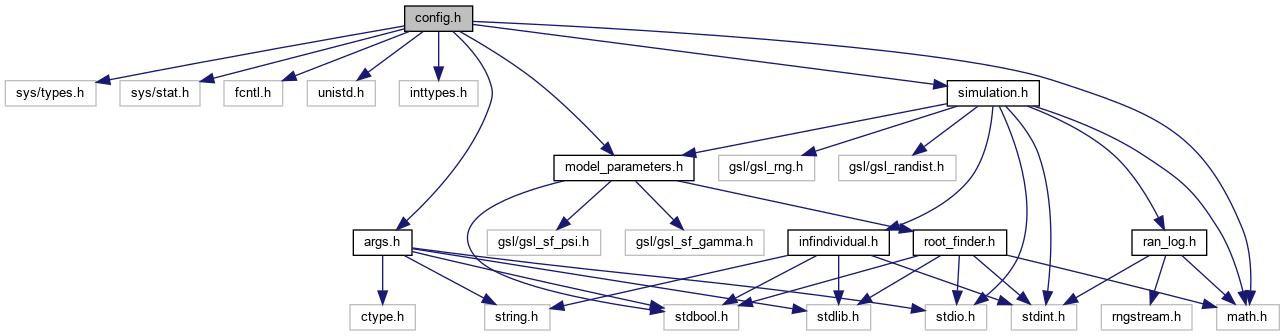 config.h
sys/types.h
sys/stat.h
fcntl.h
unistd.h
inttypes.h
simulation.h
model_parameters.h
gsl/gsl_rng.h
gsl/gsl_randist.h
args.h
gsl/gsl_sf_psi.h
gsl/gsl_sf_gamma.h
infindividual.h
root_finder.h
ran_log.h
ctype.h
string.h
stdbool.h
stdlib.h
stdio.h
stdint.h
rngstream.h
math.h